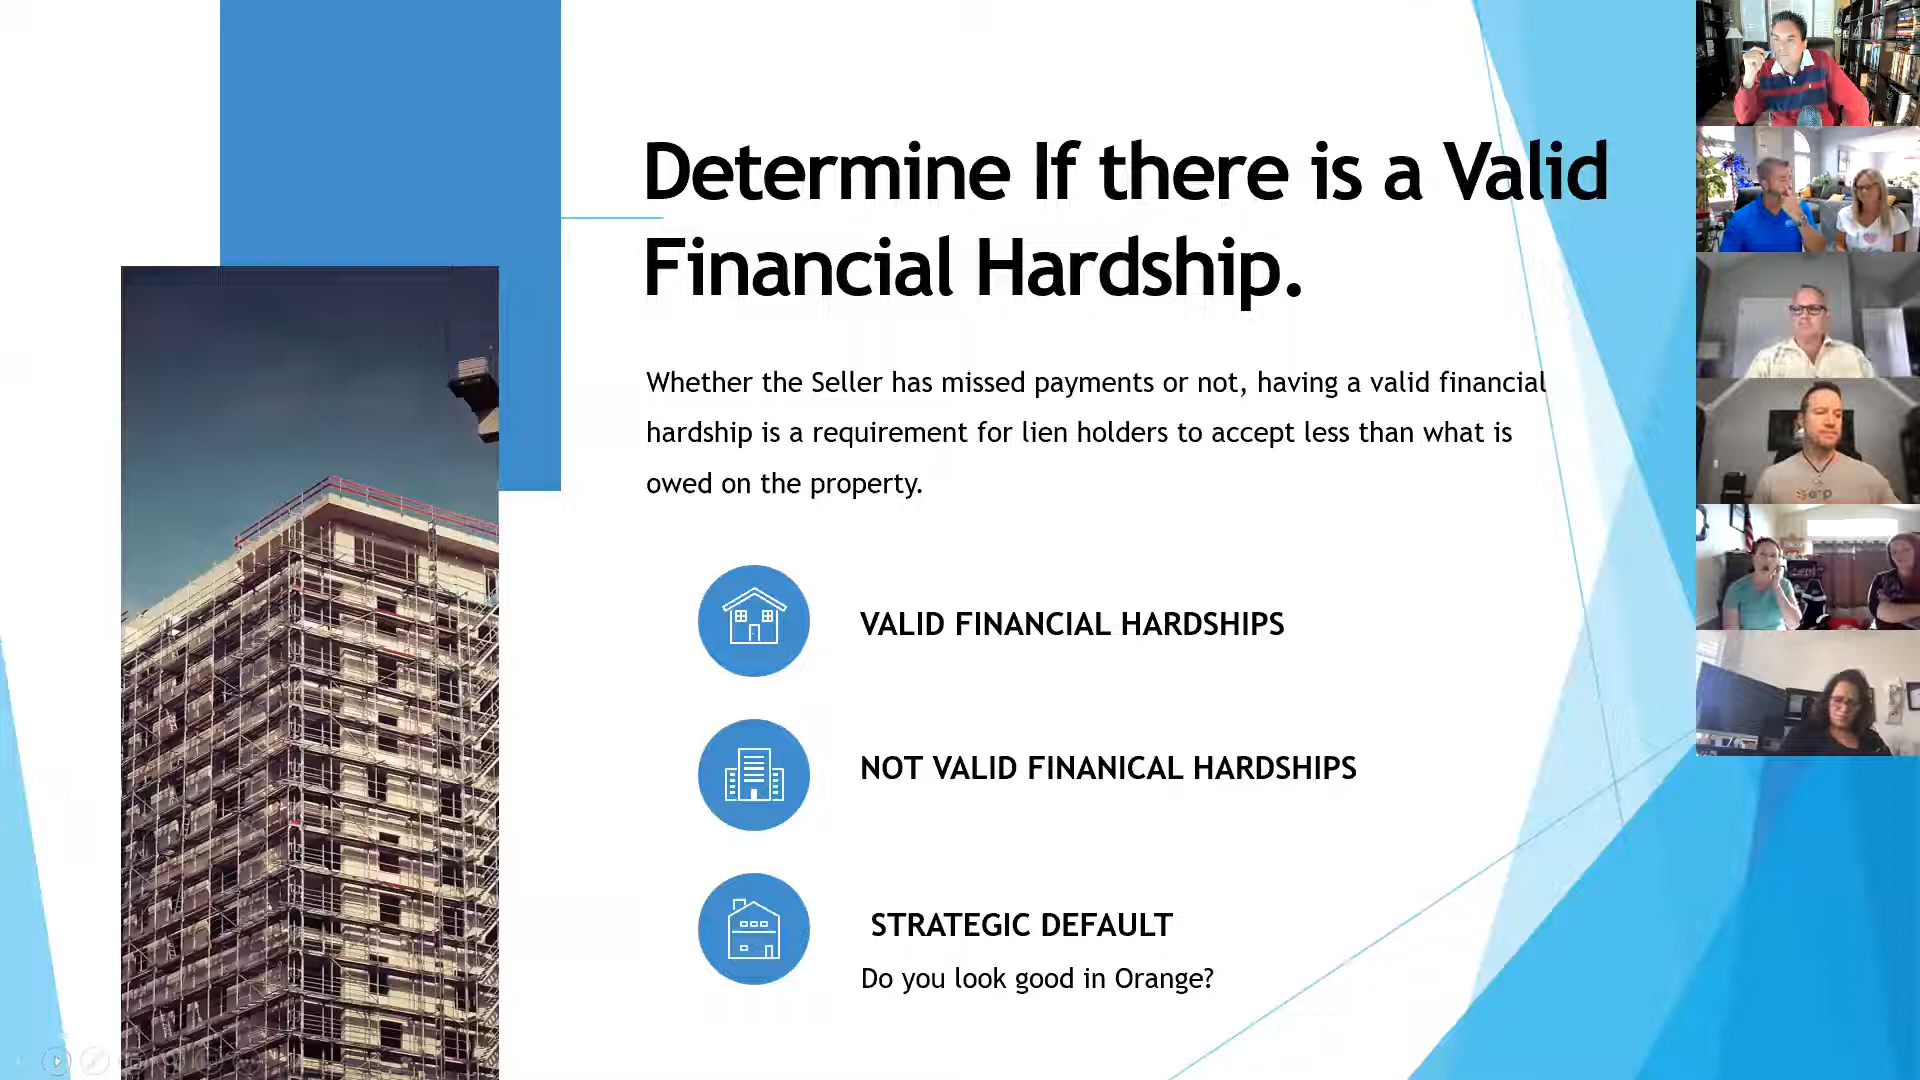 Determine If there is a Valid
Financial Hardship.
Whether the Seller has missed payments or not, having a valid financial
hardship is a requirement for lien holders to accept less than what is
owed on the property.
VALID FINANCIAL HARDSHIPS
NOT VALID FINANICAL HARDSHIPS
STRATEGIC DEFAULT
Do you look good in Orange?